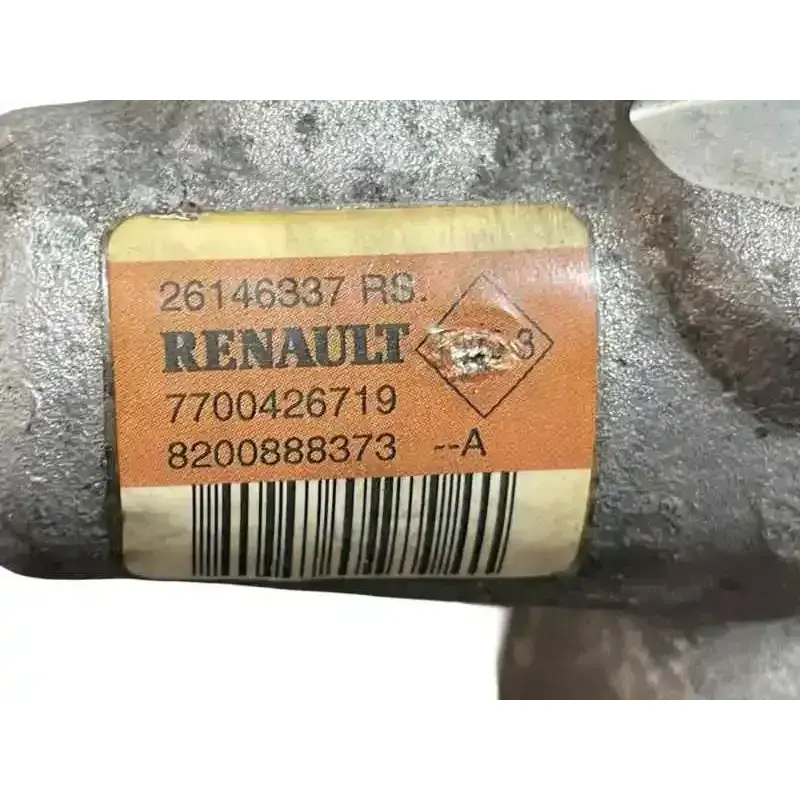 26146337 RS.
RENAULT
7700426719
8200888373 --A